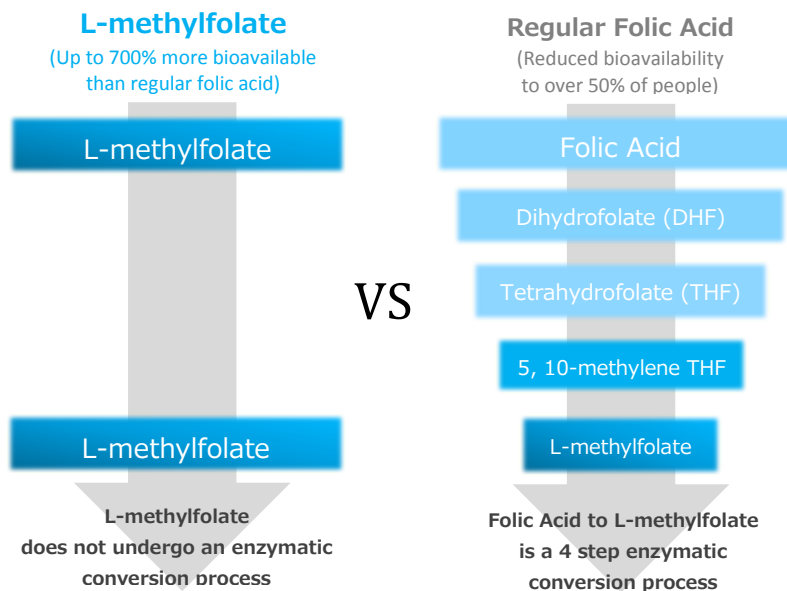 L-methylfolate
(Up to 700% more bioavailable
than regular folic acid)
L-methylfolate
L-methylfolate
L-methylfolate
does not undergo an enzymatic
conversion process
VS
Regular Folic Acid
(Reduced bioavailability
to over 50% of people)
Folic Acid
Dihydrofolate (DHF)
Tetrahydrofolate (THF)
5, 10-methylene THF
L-methylfolate
Folic Acid to L-methylfolate
is a 4 step enzymatic
conversion process